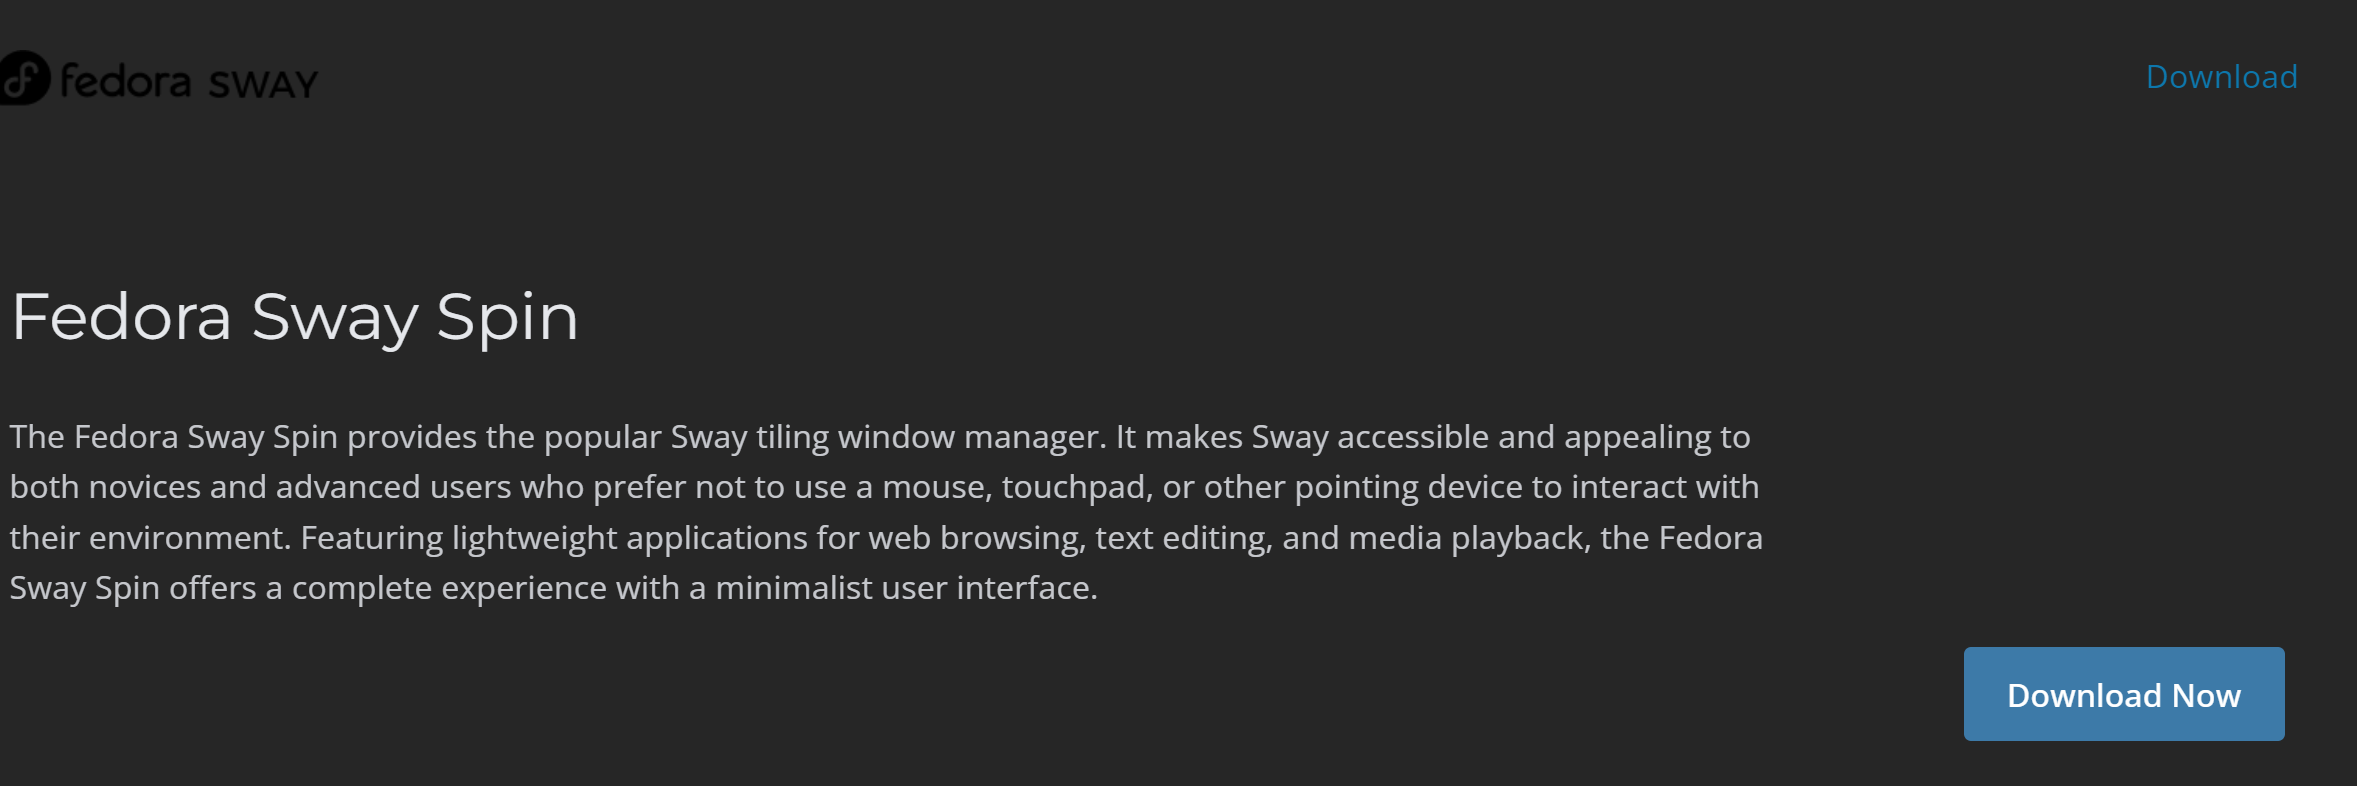 fedora SWAY
Download
Fedora Sway Spin
The Fedora Sway Spin provides the popular Sway tiling window manager. It makes Sway accessible and appealing to
both novices and advanced users who prefer not to use a mouse, touchpad, or other pointing device to interact with
their environment. Featuring lightweight applications for web browsing, text editing, and media playback, the Fedora
Sway Spin offers a complete experience with a minimalist user interface.
Download Now